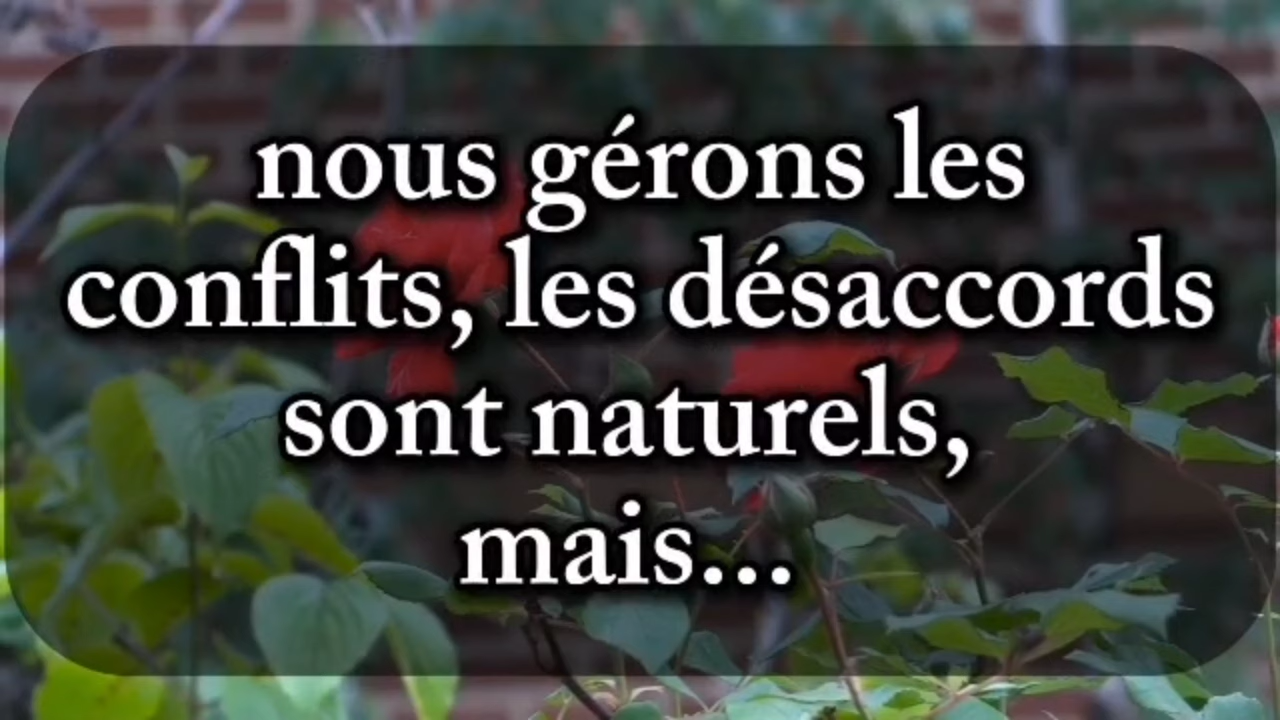 nous gérons les
conflits, les désaccords
sont naturels,
mais...